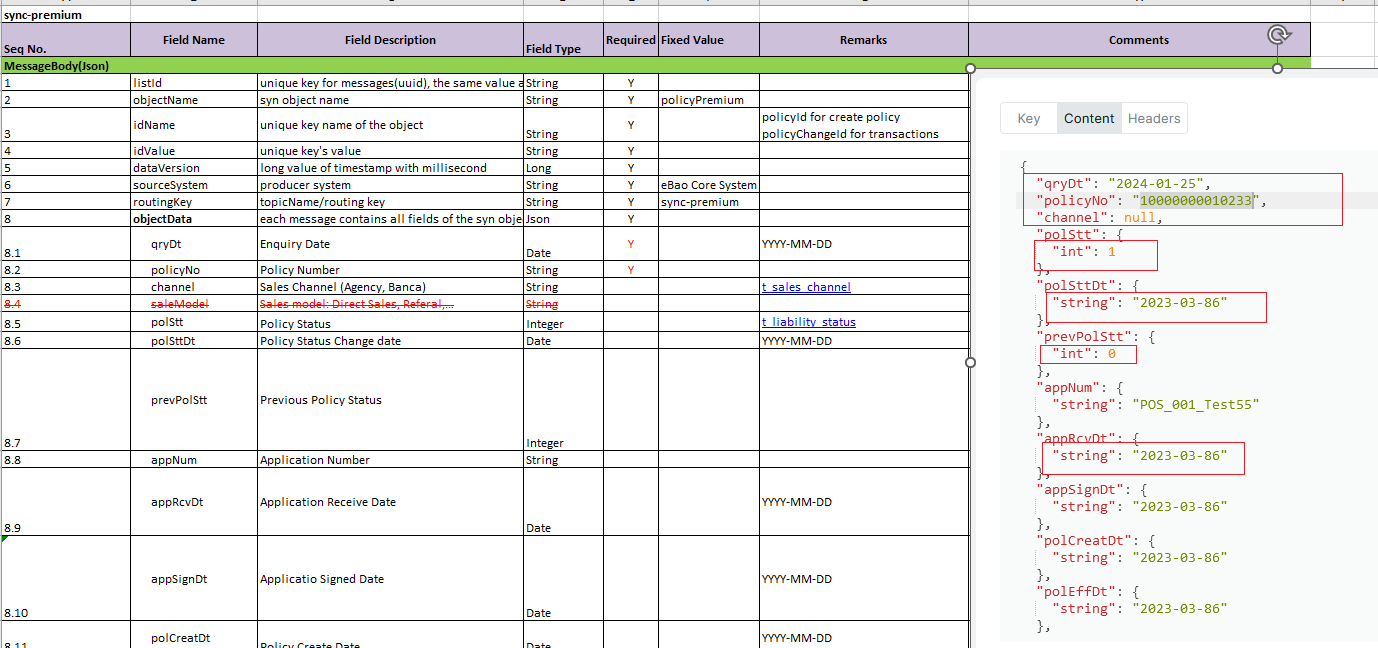 sync-premium
Seq No. Field Name Field Description Field Type Required Fixed Value Remarks Comments
MessageBody(Json)
1 listId unique key for messages(uuid), the same value a String Y
2 objectName syn object name String Y policyPremium
3 idName unique key name of the object String Y policyId for create policy
policyChangeId for transactions
4 idValue unique key's value String Y
5 dataVersion long value of timestamp with millisecond Long Y
6 sourceSystem producer system String Y eBao Core System
7 routingKey topicName/routing key String Y sync-premium
8 objectData each message contains all fields of the syn obje Json Y
8.1 qryDt Enquiry Date Date Y YYYY-MM-DD
8.2 policyNo Policy Number String Y
8.3 channel Sales Channel (Agency, Banca) String t_sales_channel
8.4 saleModel Sales model: Direct Sales, Referal,... String
8.5 polStt Policy Status Integer t_liability_status
8.6 polSttDt Policy Status Change date Date YYYY-MM-DD
8.7 prevPolStt Previous Policy Status Integer
8.8 appNum Application Number String
8.9 appRcvDt Application Receive Date Date YYYY-MM-DD
8.10 appSignDt Applicatio Signed Date Date YYYY-MM-DD
8.11 polCreatDt Policy Create Date Date YYYY-MM-DD
Key Content Headers
{
"qryDt": "2024-01-25",
"policyNo": "10000000010233",
"channel": null,
"polStt": {
"int": 1
},
"polSttDt": {
"string": "2023-03-86"
},
"prevPolStt": {
"int": 0
},
"appNum": {
"string": "POS_001_Test55"
},
"appRcvDt": {
"string": "2023-03-86"
},
"appSignDt": {
"string": "2023-03-86"
},
"polCreatDt": {
"string": "2023-03-86"
},
"polEffDt": {
"string": "2023-03-86"
},